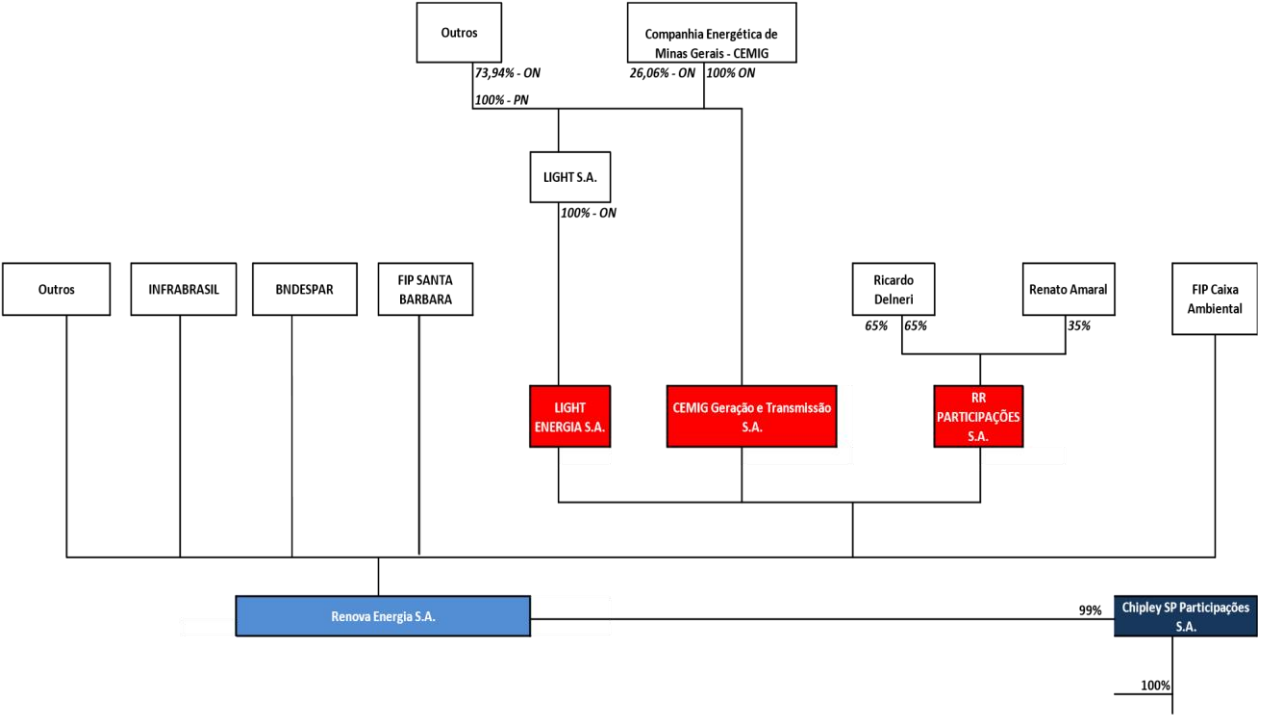 Outros
Companhia Energética de
Minas Gerais - CEMIG
73,94% - ON
26,06% - ON
100% ON
100% - PN
LIGHT S.A.
100% - ON
Outros
INFRABRASIL
BNDESPAR
FIP SANTA
BARBARA
Ricardo
Delneri
Renato Amaral
FIP Caixa
Ambiental
65%
65%
35%
LIGHT
ENERGIA S.A.
CEMIG Geração e Transmissão
S.A.
RR
PARTICIPAÇÕES
S.A.
Renova Energia S.A.
99%
Chipley SP Participações
S.A.
100%